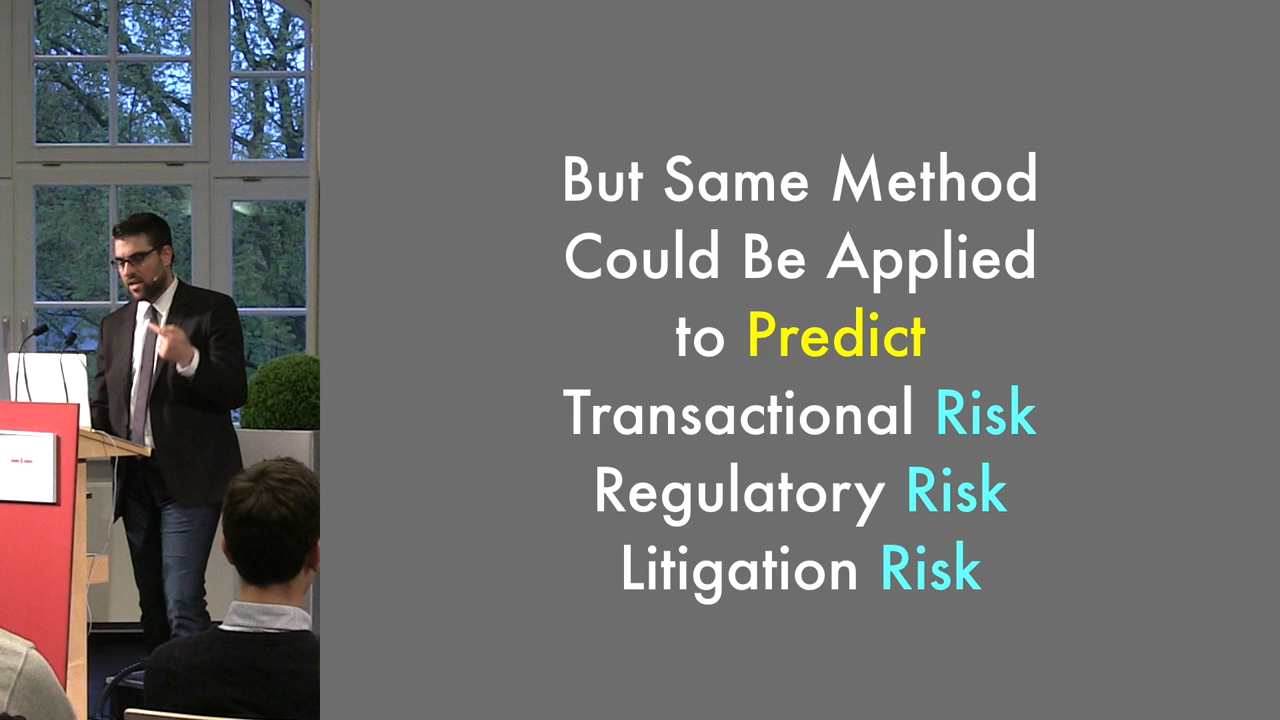 But Same Method
Could Be Applied
to Predict
Transactional Risk
Regulatory Risk
Litigation Risk